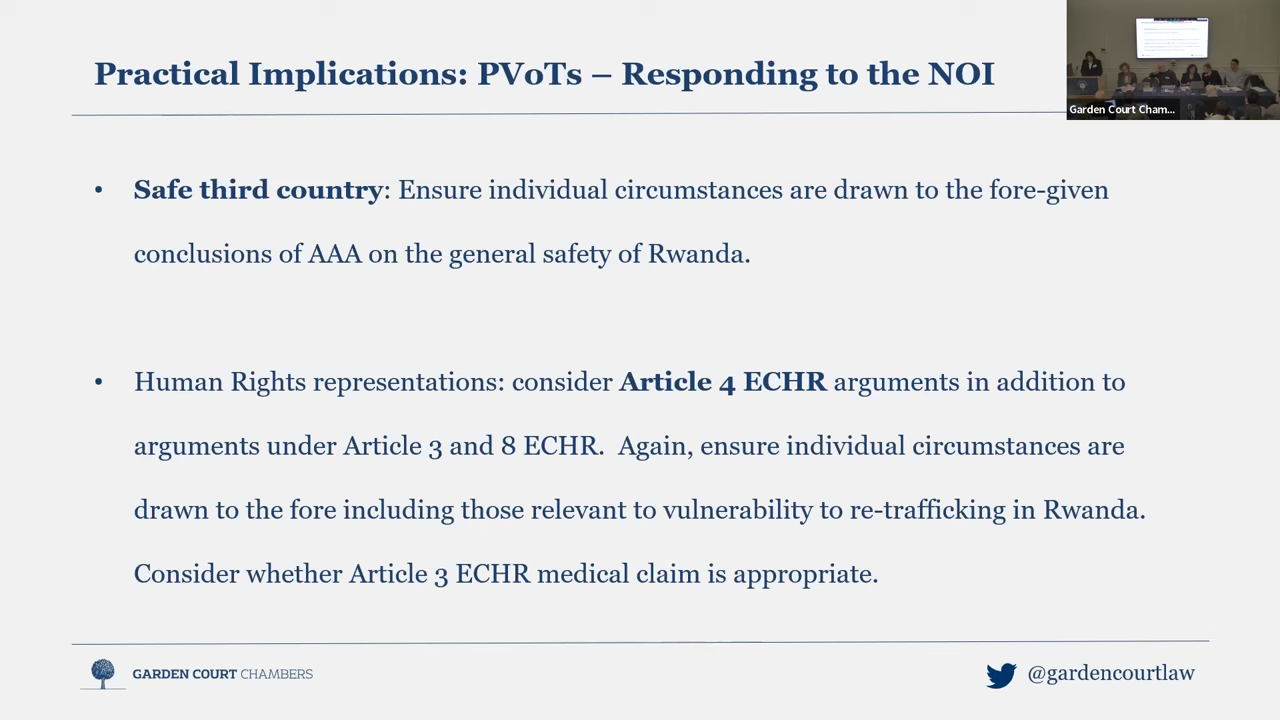 Practical Implications: PVoTs – Responding to the NOI
Garden Court Cham...
• Safe third country: Ensure individual circumstances are drawn to the fore-given
conclusions of AAA on the general safety of Rwanda.
• Human Rights representations: consider Article 4 ECHR arguments in addition to
arguments under Article 3 and 8 ECHR. Again, ensure individual circumstances are
drawn to the fore including those relevant to vulnerability to re-trafficking in Rwanda.
Consider whether Article 3 ECHR medical claim is appropriate.
GARDEN COURT CHAMBERS
@gardencourtlaw